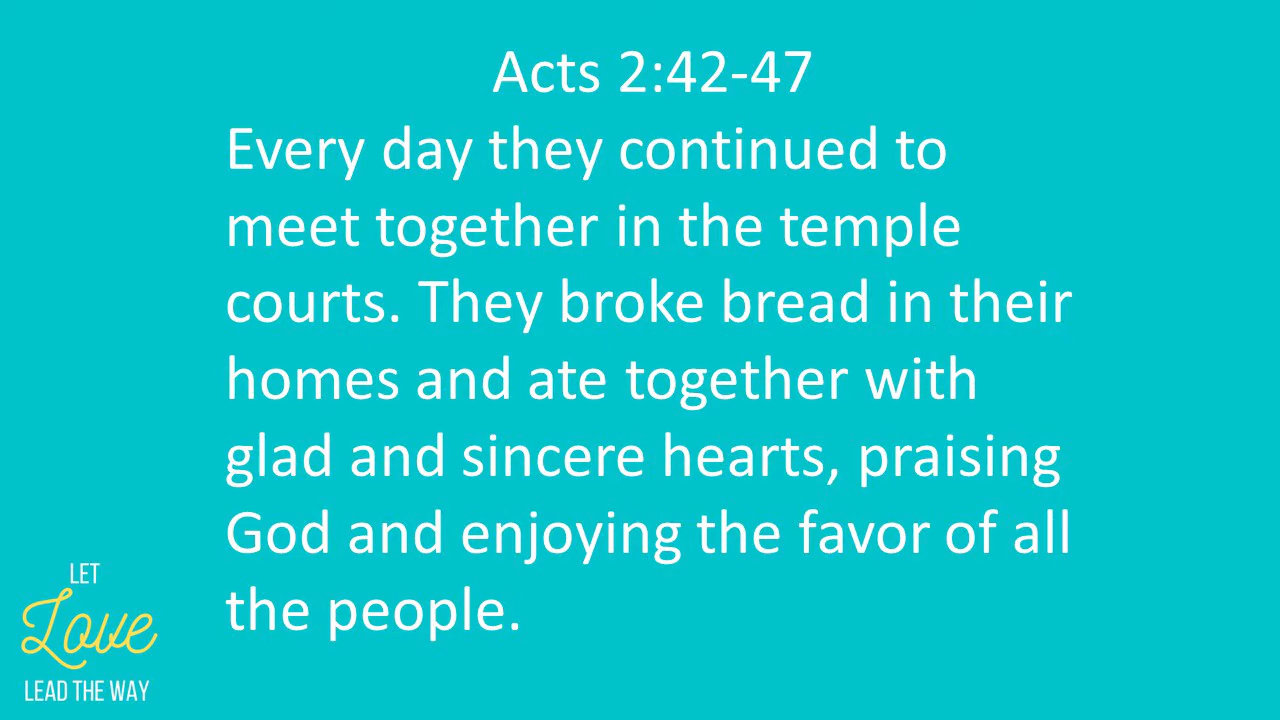 Acts 2:42-47
Every day they continued to
meet together in the temple
courts. They broke bread in their
homes and ate together with
glad and sincere hearts, praising
God and enjoying the favor of all
the people.
LET
Love
LEAD THE WAY